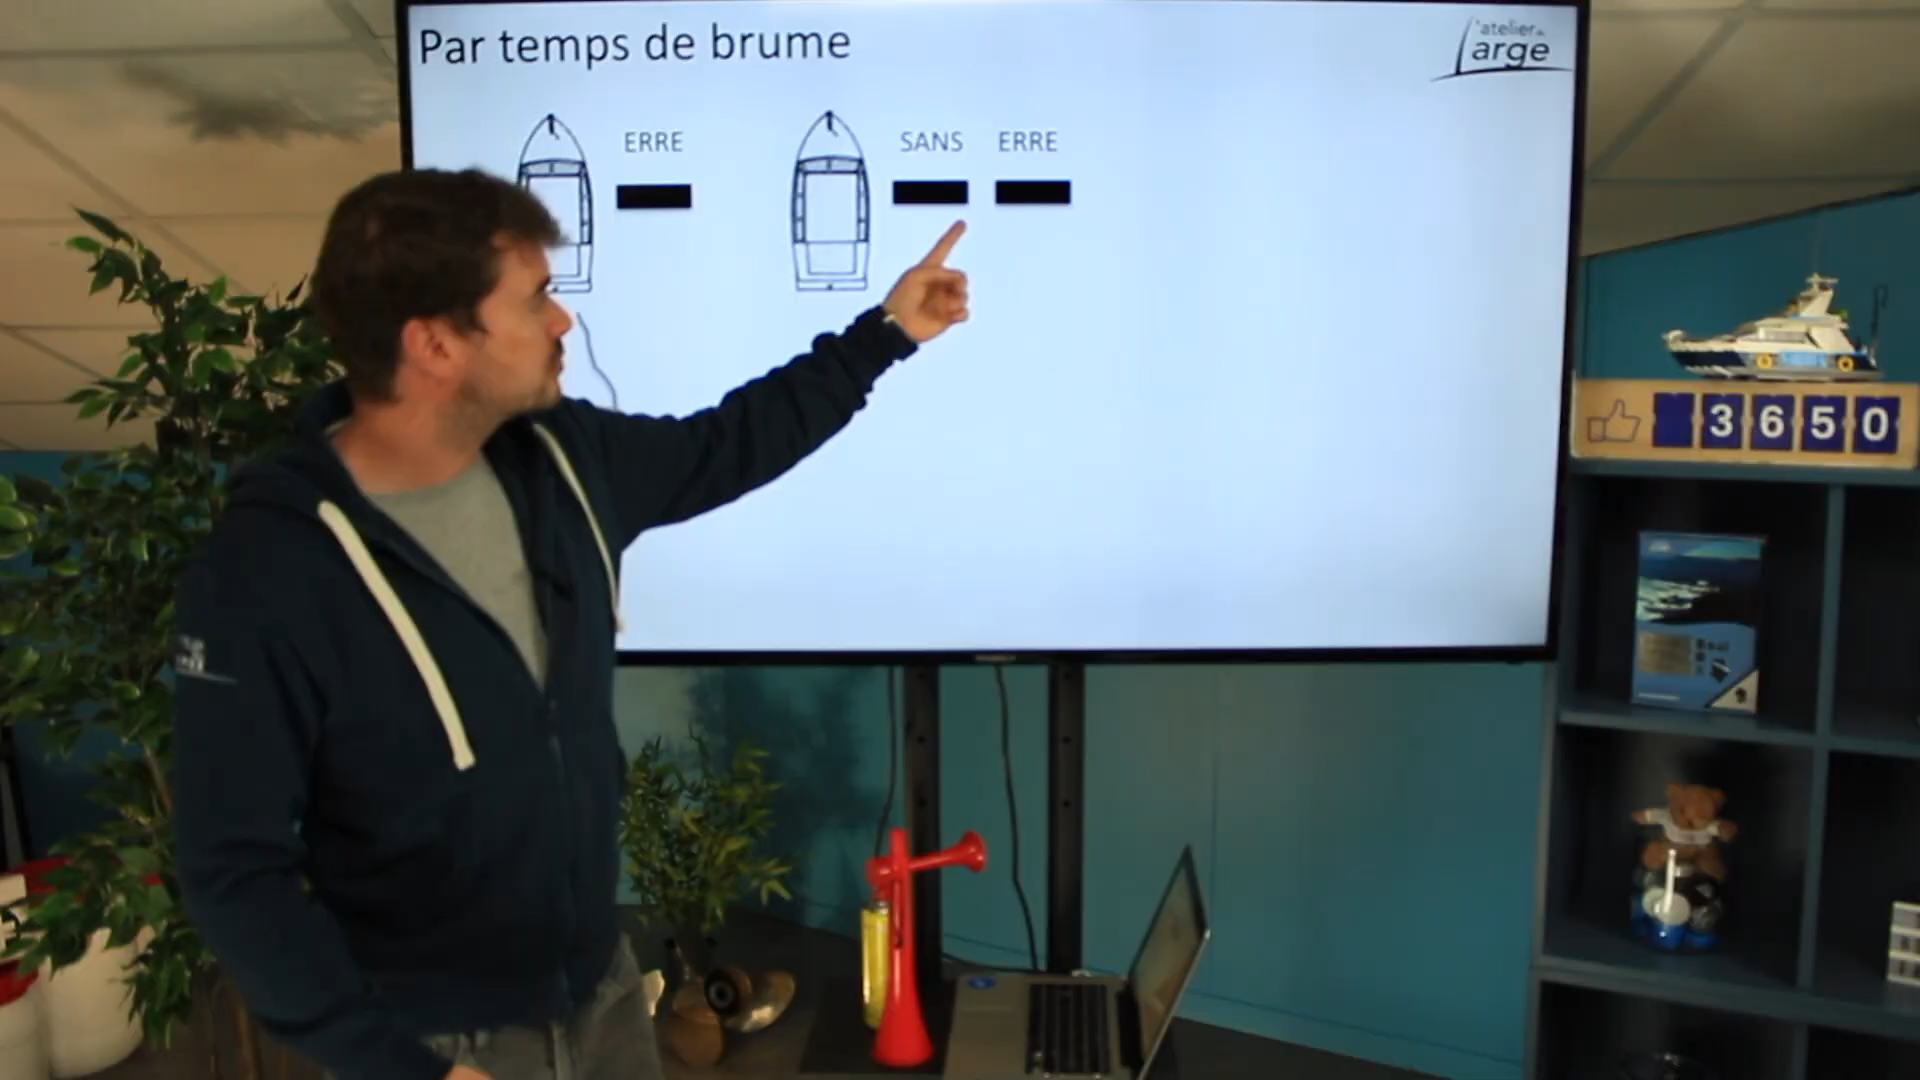 Par temps de brume
l'atelier du
large
ERRE
SANS ERRE
3650